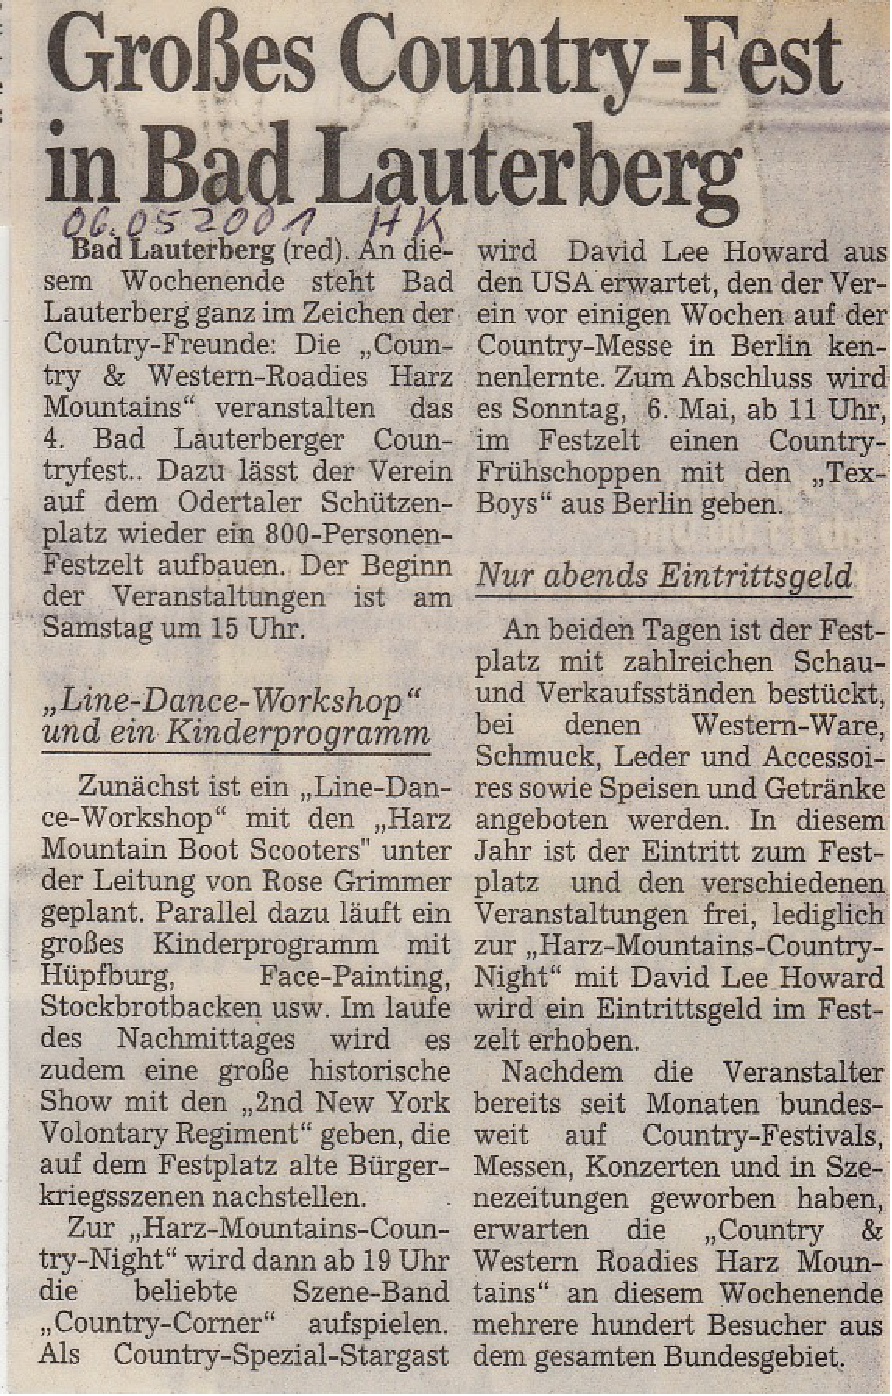 Großes Country-Fest
in Bad Lauterberg
06.05 2001 HK
Bad Lauterberg (red). An die-
sem Wochenende steht Bad
Lauterberg ganz im Zeichen der
Country-Freunde: Die „Coun-
try & Western-Roadies Harz
Mountains“ veranstalten das
4. Bad Lauterberger Coun-
tryfest.. Dazu lässt der Verein
auf dem Odertaler Schützen-
platz wieder ein 800-Personen-
Festzelt aufbauen. Der Beginn
der Veranstaltungen ist am
Samstag um 15 Uhr.
„Line-Dance-Workshop“
und ein Kinderprogramm
Zunächst ist ein „Line-Dan-
ce-Workshop“ mit den „Harz
Mountain Boot Scooters" unter
der Leitung von Rose Grimmer
geplant. Parallel dazu läuft ein
großes Kinderprogramm mit
Hüpfburg, Face-Painting,
Stockbrotbacken usw. Im laufe
des Nachmittages wird es
zudem eine große historische
Show mit den „2nd New York
Volontary Regiment“ geben, die
auf dem Festplatz alte Bürger-
kriegsszenen nachstellen.
Zur „Harz-Mountains-Coun-
try-Night“ wird dann ab 19 Uhr
die beliebte Szene-Band
„Country-Corner“ aufspielen.
Als Country-Spezial-Stargast
wird David Lee Howard aus
den USA erwartet, den der Ver-
ein vor einigen Wochen auf der
Country-Messe in Berlin ken-
nenlernte. Zum Abschluss wird
es Sonntag, 6. Mai, ab 11 Uhr,
im Festzelt einen Country-
Frühschoppen mit den „Tex-
Boys“ aus Berlin geben.
Nur abends Eintrittsgeld
An beiden Tagen ist der Fest-
platz mit zahlreichen Schau-
und Verkaufsständen bestückt,
bei denen Western-Ware,
Schmuck, Leder und Accessoi-
res sowie Speisen und Getränke
angeboten werden. In diesem
Jahr ist der Eintritt zum Fest-
platz und den verschiedenen
Veranstaltungen frei, lediglich
zur „Harz-Mountains-Country-
Night“ mit David Lee Howard
wird ein Eintrittsgeld im Fest-
zelt erhoben.
Nachdem die Veranstalter
bereits seit Monaten bundes-
weit auf Country-Festivals,
Messen, Konzerten und in Sze-
nezeitungen geworben haben,
erwarten die „Country &
Western Roadies Harz Moun-
tains“ an diesem Wochenende
mehrere hundert Besucher aus
dem gesamten Bundesgebiet.